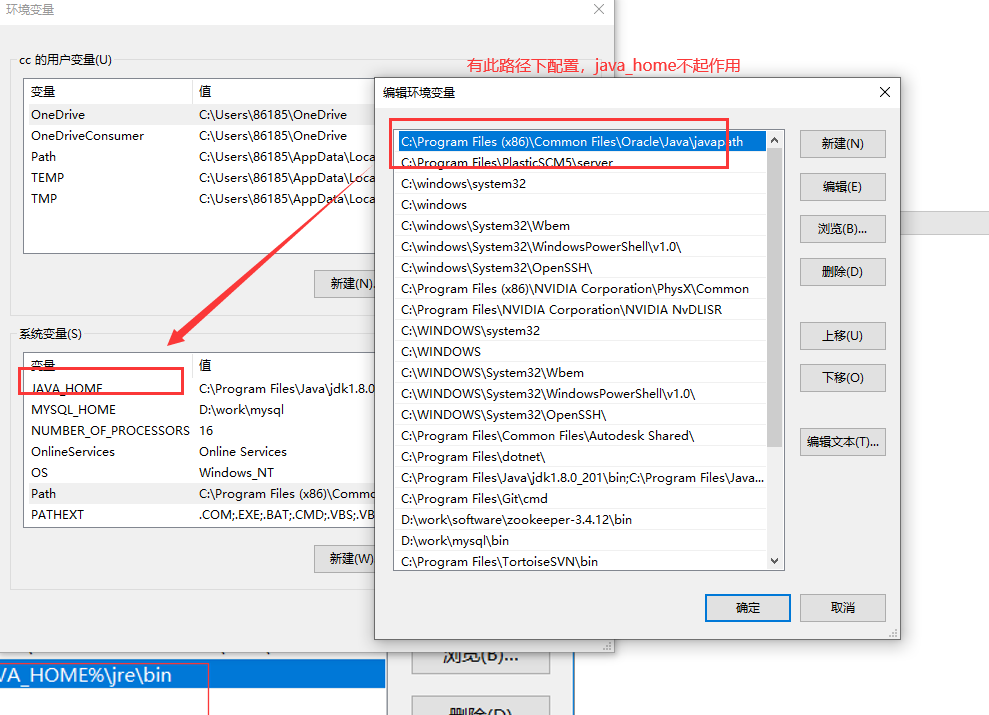 环境变量
cc 的用户变量(U)
变量 值
OneDrive C:\Users\86185\OneDrive
OneDriveConsumer C:\Users\86185\OneDrive
Path C:\Users\86185\AppData\Loca
TEMP C:\Users\86185\AppData\Loca
TMP C:\Users\86185\AppData\Loca
新建(N)
系统变量(S)
变量 值
JAVA_HOME C:\Program Files\Java\jdk1.8.0
MYSQL_HOME D:\work\mysql
NUMBER_OF_PROCESSORS 16
OnlineServices Online Services
OS Windows_NT
Path C:\Program Files (x86)\Commo
PATHEXT .COM;.EXE;.BAT;.CMD;.VBS;.VB
新建(W)
有此路径下配置，java_home不起作用
编辑环境变量
C:\Program Files (x86)\Common Files\Oracle\Java\javapath
C:\Program Files\PlasticSCM5\server
C:\windows\system32
C:\windows
C:\windows\System32\Wbem
C:\windows\System32\WindowsPowerShell\v1.0\
C:\windows\System32\OpenSSH\
C:\Program Files (x86)\NVIDIA Corporation\PhysX\Common
C:\Program Files\NVIDIA Corporation\NVIDIA NvDLISR
C:\WINDOWS\system32
C:\WINDOWS
C:\WINDOWS\System32\Wbem
C:\WINDOWS\System32\WindowsPowerShell\v1.0\
C:\WINDOWS\System32\OpenSSH\
C:\Program Files\Common Files\Autodesk Shared\
C:\Program Files\dotnet\
C:\Program Files\Java\jdk1.8.0_201\bin;C:\Program Files\Java...
C:\Program Files\Git\cmd
D:\work\software\zookeeper-3.4.12\bin
D:\work\mysql\bin
C:\Program Files\TortoiseSVN\bin
新建(N)
编辑(E)
浏览(B)...
删除(D)
上移(U)
下移(O)
编辑文本(T)...
确定
取消
VA_HOME%\jre\bin
浏览(B)...
删除(D)